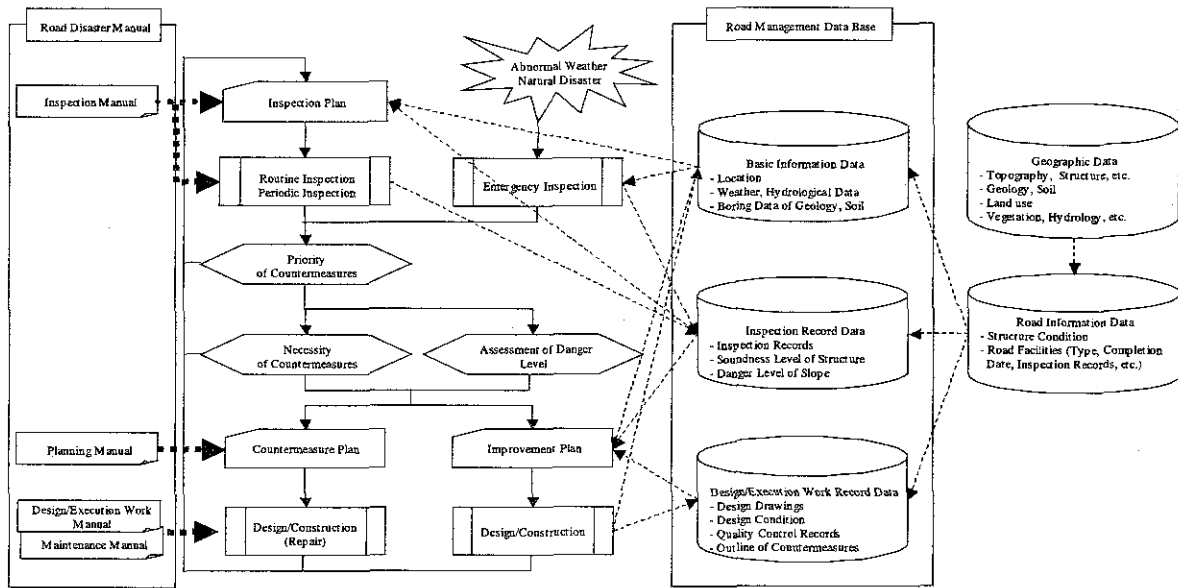 Road Disaster Manual
Road Management Data Base
Abnormal Weather
Natural Disaster
Inspection Manual
Inspection Plan
Routine Inspection
Periodic Inspection
Emergency Inspection
Basic Information Data
- Location
- Weather, Hydrological Data
- Boring Data of Geology, Soil
Geographic Data
- Topography, Structure, etc.
- Geology, Soil
- Land use
- Vegetation, Hydrology, etc.
Priority
of Countermeasures
Necessity
of Countermeasures
Assessment of Danger
Level
Inspection Record Data
- Inspection Records
- Soundness Level of Structure
- Danger Level of Slope
Road Information Data
- Structure Condition
- Road Facilities (Type, Completion
Date, Inspection Records, etc.)
Planning Manual
Countermeasure Plan
Improvement Plan
Design/Execution Work
Manual
Maintenance Manual
Design/Construction
(Repair)
Design/Construction
Design/Execution Work Record Data
- Design Drawings
- Design Condition
- Quality Control Records
- Outline of Countermeasures